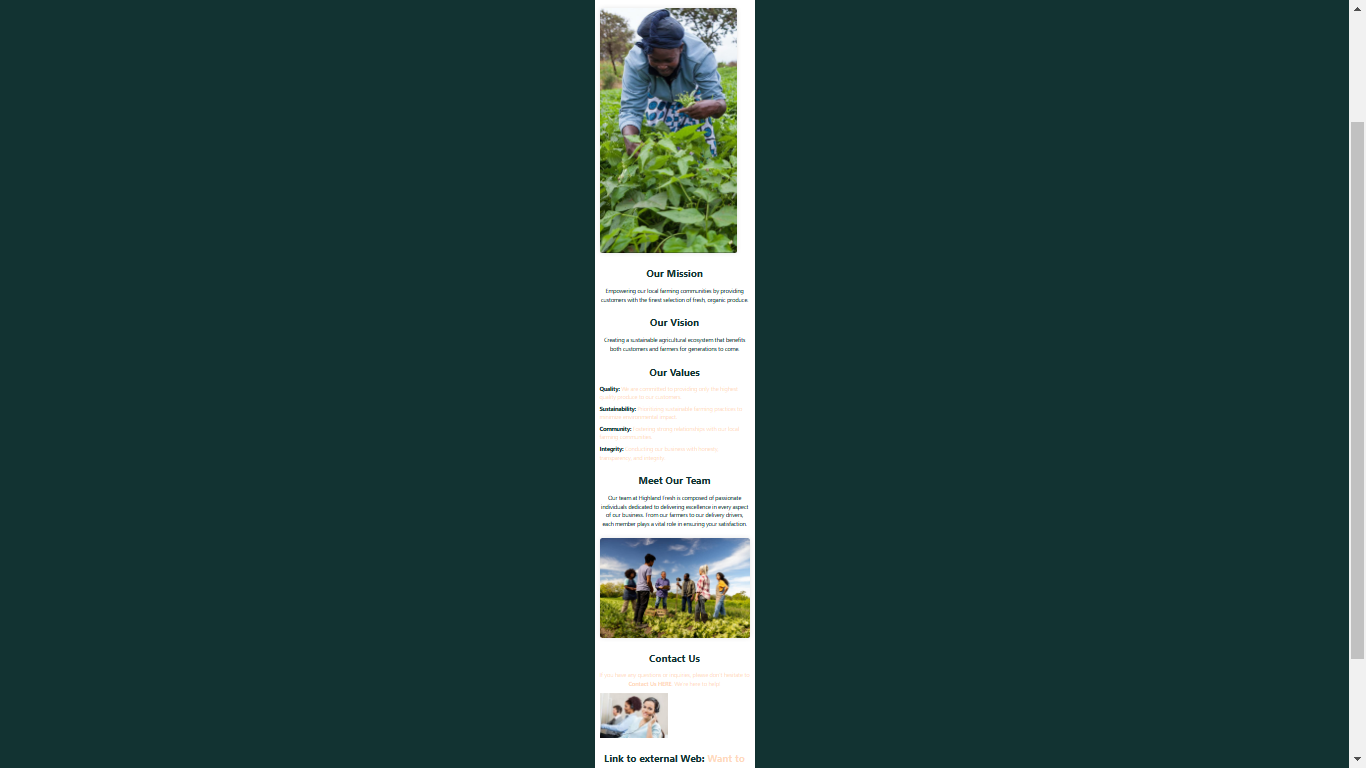 Our Mission
Empowering our local farming communities by providing
customers with the finest selection of fresh, organic produce
Our Vision
Creating a sustainable agricultural ecosystem that benefits
both customers and farmers for generations to come.
Our Values
Quality: We are committed to providing only the highest
quality produce to our customers.
Sustainability: Promoting sustainable farming practices to
minimize environmental impact.
Community: Fostering strong relationships with our local
farming communities.
Integrity: Conducting our business with honesty,
transparency, and integrity.
Meet Our Team
Our team at Highland Fresh is composed of passionate
individuals dedicated to delivering excellence in every aspect
of our business. From our farmers to our delivery drivers,
each member plays a vital role in ensuring your satisfaction.
Contact Us
If you have any questions or inquiries, please don't hesitate to
Contact Us HERE. We're here to help!
Link to external Web: Want to